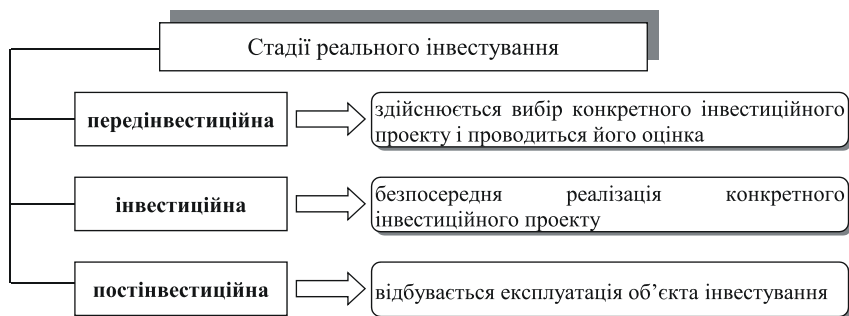 Стадії реального інвестування
передінвестиційна
здійснюється вибір конкретного інвестиційного
проекту і проводиться його оцінка
інвестиційна
безпосередня реалізація конкретного
інвестиційного проекту
постінвестиційна
відбувається експлуатація об’єкта інвестування